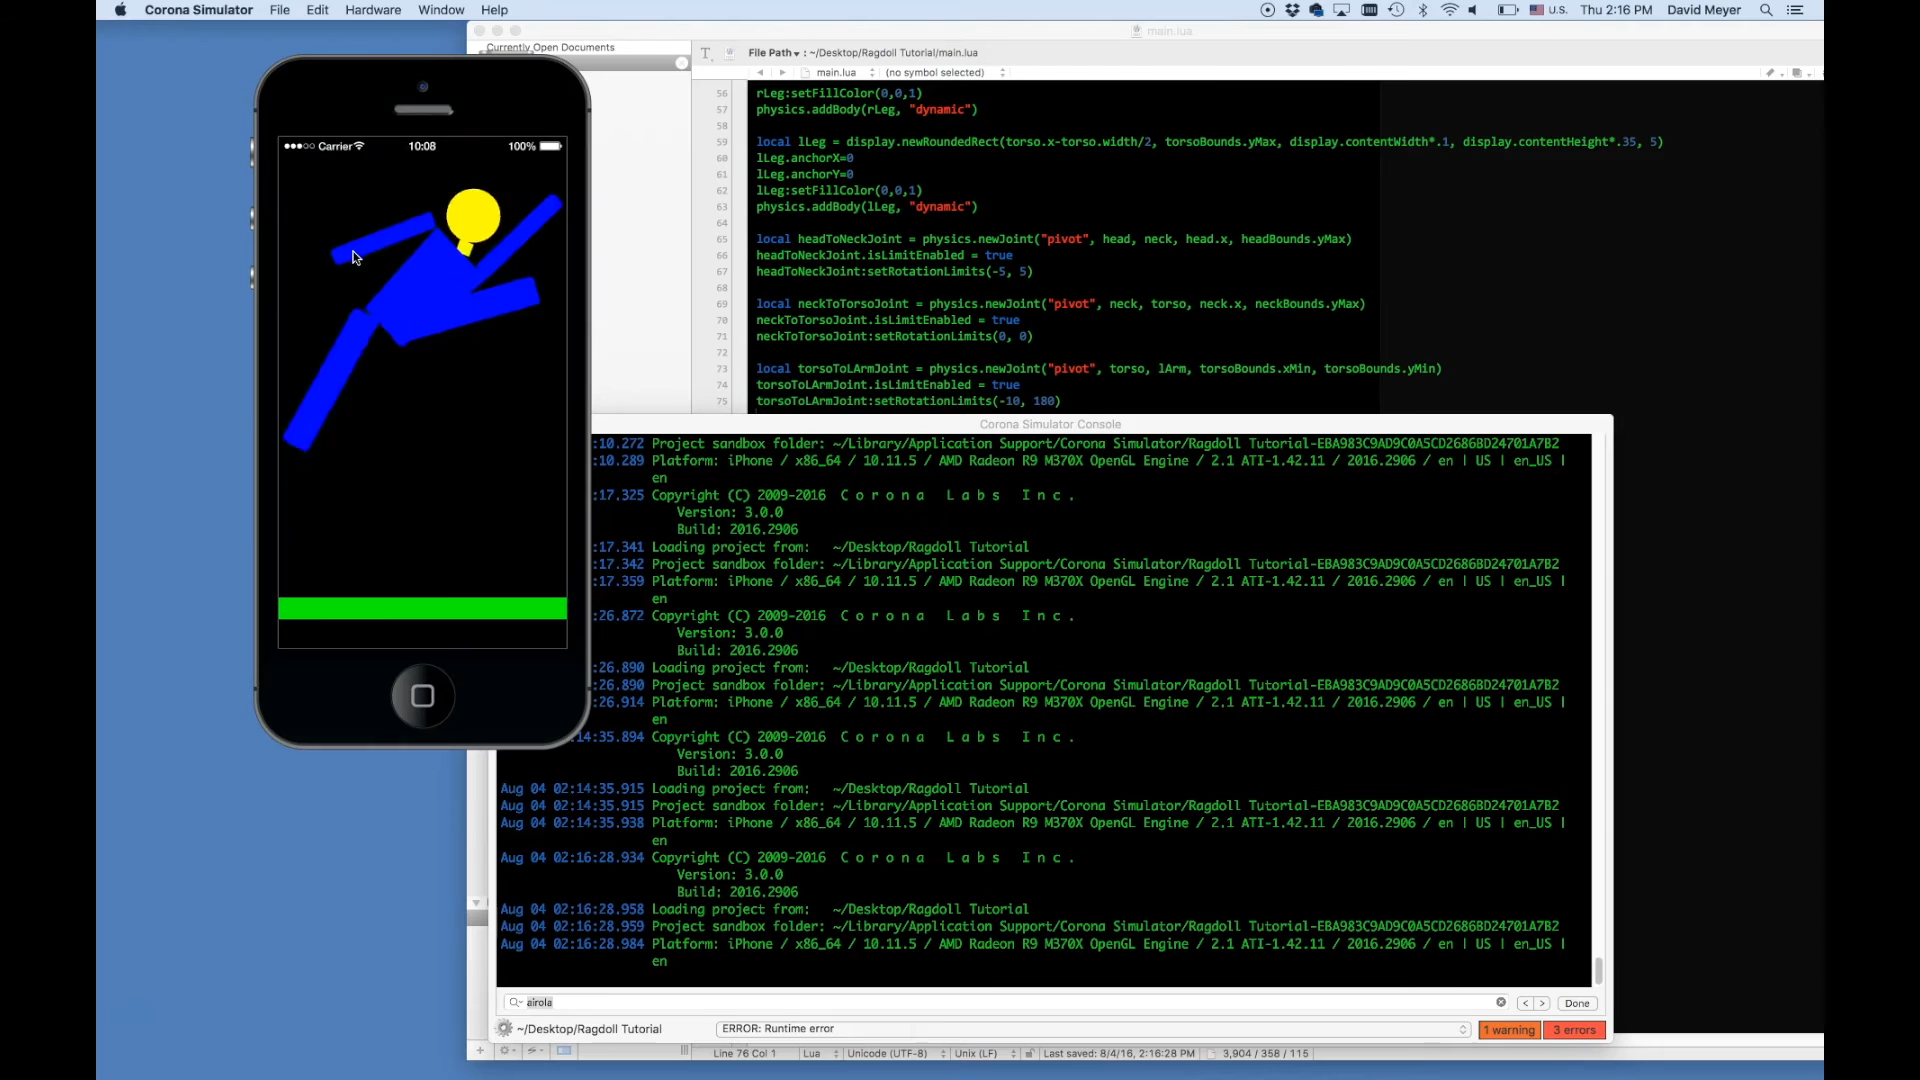 Corona Simulator File Edit Hardware Window Help
U.S. Thu 2:16 PM David Meyer
main.lua
Currently Open Documents
File Path : ~/Desktop/Ragdoll Tutorial/main.lua
main.lua (no symbol selected)
Carrier 10:08 100%
56 rLeg:setFillColor(0,0,1)
57 physics.addBody(rLeg, "dynamic")
58
59 local lLeg = display.newRoundedRect(torso.x-torso.width/2, torsoBounds.yMax, display.contentWidth*.1, display.contentHeight*.35, 5)
60 lLeg.anchorX=0
61 lLeg.anchorY=0
62 lLeg:setFillColor(0,0,1)
63 physics.addBody(lLeg, "dynamic")
64
65 local headToNeckJoint = physics.newJoint("pivot", head, neck, head.x, headBounds.yMax)
66 headToNeckJoint.isLimitEnabled = true
67 headToNeckJoint:setRotationLimits(-5, 5)
68
69 local neckToTorsoJoint = physics.newJoint("pivot", neck, torso, neck.x, neckBounds.yMax)
70 neckToTorsoJoint.isLimitEnabled = true
71 neckToTorsoJoint:setRotationLimits(0, 0)
72
73 local torsoToLArmJoint = physics.newJoint("pivot", torso, lArm, torsoBounds.xMin, torsoBounds.yMin)
74 torsoToLArmJoint.isLimitEnabled = true
75 torsoToLArmJoint:setRotationLimits(-10, 180)
Corona Simulator Console
:10.272 Project sandbox folder: ~/Library/Application Support/Corona Simulator/Ragdoll Tutorial-EBA983C9AD9C0A5CD2686BD24701A7B2
:10.289 Platform: iPhone / x86_64 / 10.11.5 / AMD Radeon R9 M370X OpenGL Engine / 2.1 ATI-1.42.11 / 2016.2906 / en | US | en_US |
en
:17.325 Copyright (C) 2009-2016 C o r o n a L a b s I n c .
Version: 3.0.0
Build: 2016.2906
:17.341 Loading project from: ~/Desktop/Ragdoll Tutorial
:17.342 Project sandbox folder: ~/Library/Application Support/Corona Simulator/Ragdoll Tutorial-EBA983C9AD9C0A5CD2686BD24701A7B2
:17.359 Platform: iPhone / x86_64 / 10.11.5 / AMD Radeon R9 M370X OpenGL Engine / 2.1 ATI-1.42.11 / 2016.2906 / en | US | en_US |
en
:26.872 Copyright (C) 2009-2016 C o r o n a L a b s I n c .
Version: 3.0.0
Build: 2016.2906
:26.890 Loading project from: ~/Desktop/Ragdoll Tutorial
:26.890 Project sandbox folder: ~/Library/Application Support/Corona Simulator/Ragdoll Tutorial-EBA983C9AD9C0A5CD2686BD24701A7B2
:26.914 Platform: iPhone / x86_64 / 10.11.5 / AMD Radeon R9 M370X OpenGL Engine / 2.1 ATI-1.42.11 / 2016.2906 / en | US | en_US |
en
:14:35.894 Copyright (C) 2009-2016 C o r o n a L a b s I n c .
Version: 3.0.0
Build: 2016.2906
Aug 04 02:14:35.915 Loading project from: ~/Desktop/Ragdoll Tutorial
Aug 04 02:14:35.915 Project sandbox folder: ~/Library/Application Support/Corona Simulator/Ragdoll Tutorial-EBA983C9AD9C0A5CD2686BD24701A7B2
Aug 04 02:14:35.938 Platform: iPhone / x86_64 / 10.11.5 / AMD Radeon R9 M370X OpenGL Engine / 2.1 ATI-1.42.11 / 2016.2906 / en | US | en_US |
en
Aug 04 02:16:28.934 Copyright (C) 2009-2016 C o r o n a L a b s I n c .
Version: 3.0.0
Build: 2016.2906
Aug 04 02:16:28.958 Loading project from: ~/Desktop/Ragdoll Tutorial
Aug 04 02:16:28.959 Project sandbox folder: ~/Library/Application Support/Corona Simulator/Ragdoll Tutorial-EBA983C9AD9C0A5CD2686BD24701A7B2
Aug 04 02:16:28.984 Platform: iPhone / x86_64 / 10.11.5 / AMD Radeon R9 M370X OpenGL Engine / 2.1 ATI-1.42.11 / 2016.2906 / en | US | en_US |
en
airola Done
~/Desktop/Ragdoll Tutorial ERROR: Runtime error 1 warning 3 errors
Line 76 Col 1 Lua Unicode (UTF-8) Unix (LF) Last saved: 8/4/16, 2:16:28 PM 3,904 / 358 / 115